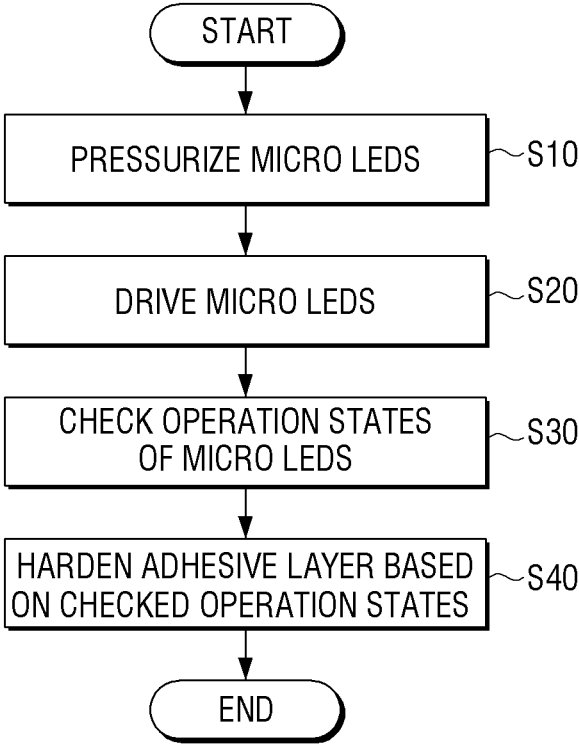 START
PRESSURIZE MICRO LEDS
S10
DRIVE MICRO LEDS
S20
CHECK OPERATION STATES
OF MICRO LEDS
S30
HARDEN ADHESIVE LAYER BASED
ON CHECKED OPERATION STATES
S40
END